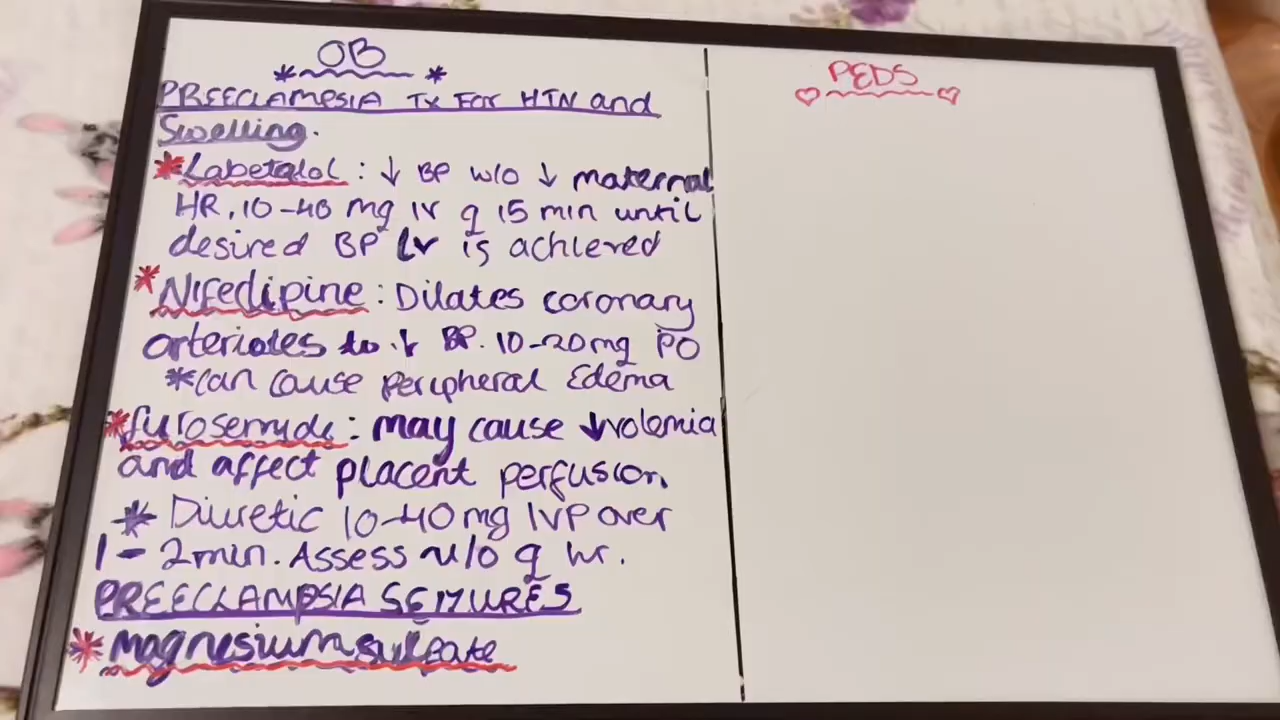 OB
PREECLAMPSIA Tx FOR HTN and
Swelling.
*Labetalol: ↓ BP w/o ↓ maternal
HR. 10-40 mg IV q 15 min until
desired BP Lv is achieved
*Nifedipine: Dilates coronary
arterioles to ↓ BP. 10-20mg PO
*can cause peripheral Edema
*furosemide: may cause ↓volemia
and affect placent perfusion.
* Diuretic 10-40mg IVP over
1-2min. Assess u/o q hr.
PREECLAMPSIA SEIZURES
*Magnesium Sulfate
PEDS